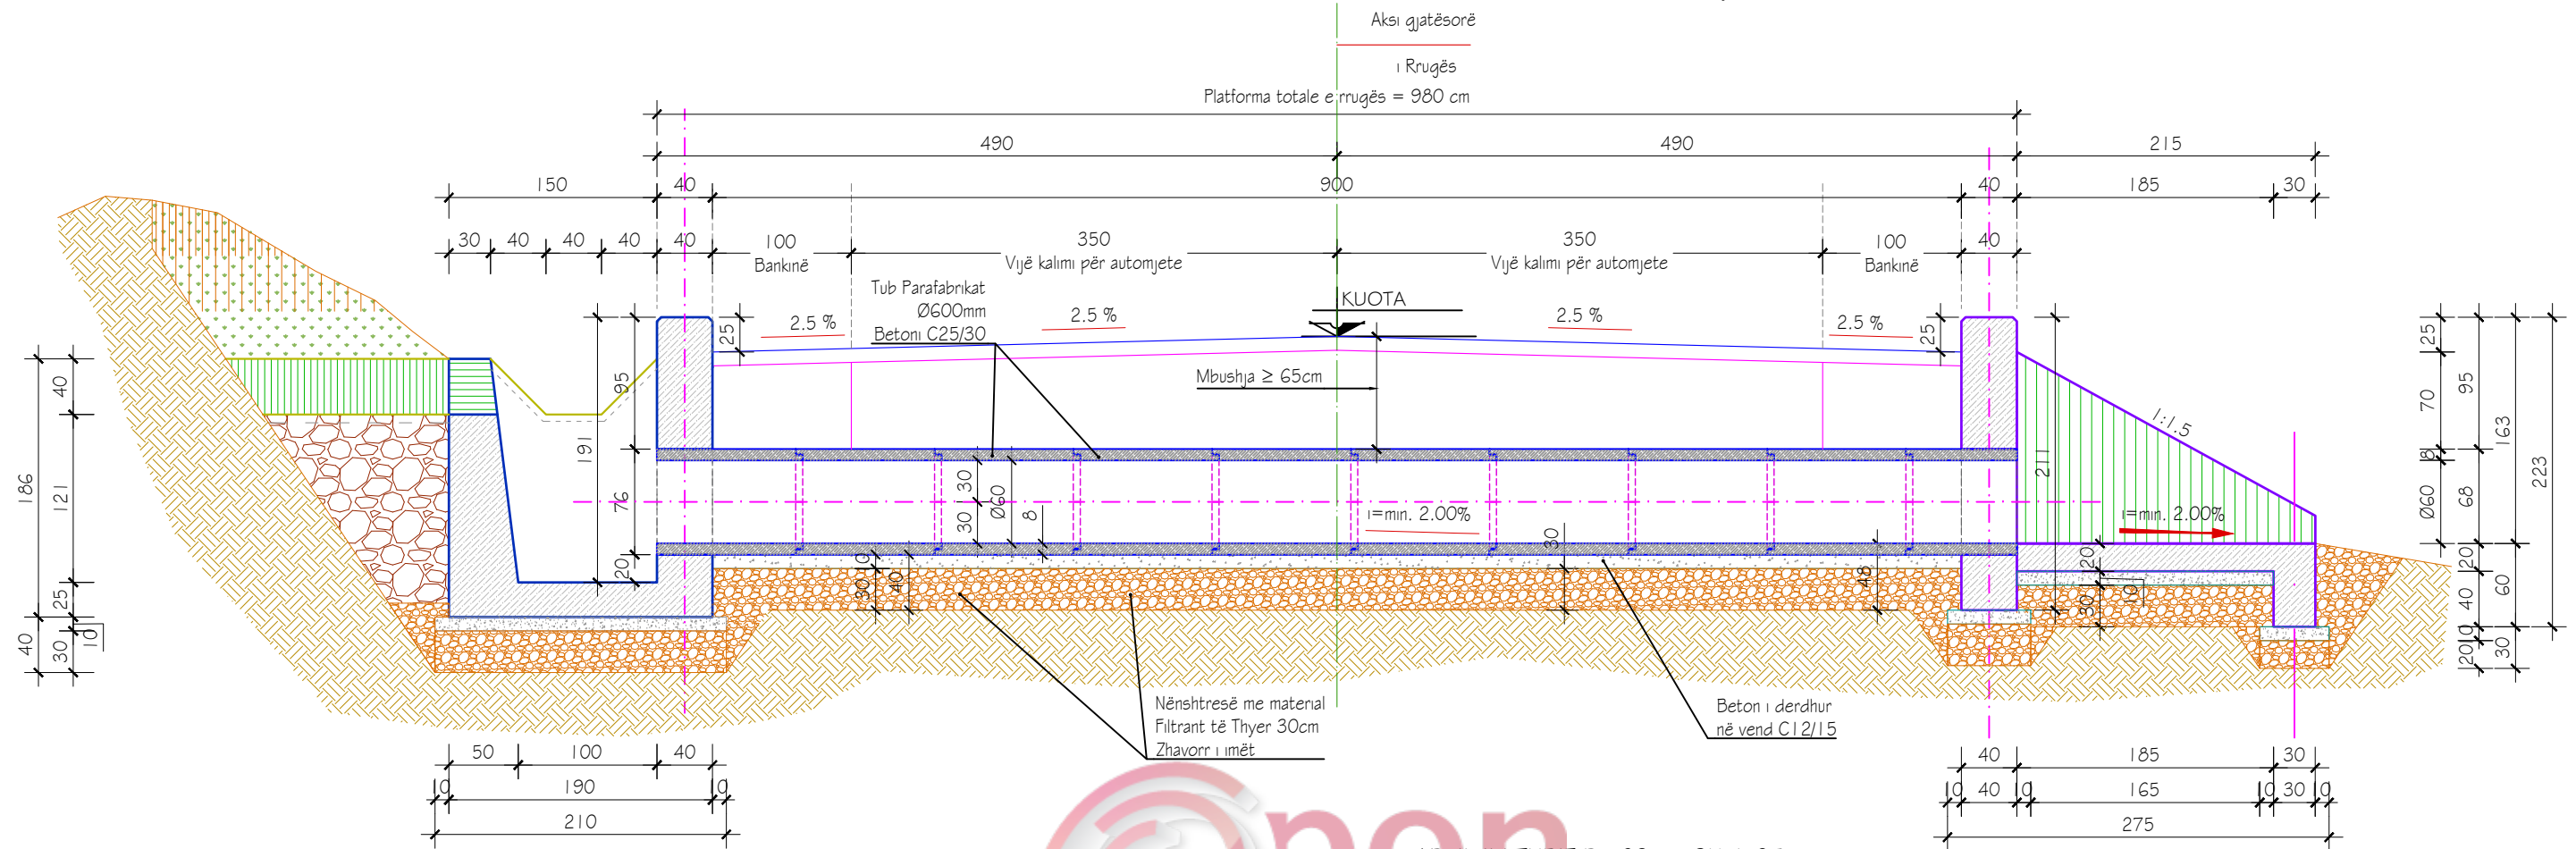 Aksi gjatësorë
i Rrugës
Platforma totale e rrugës = 980 cm
490 490 215
150 40 900 40 185 30
30 40 40 40 40 100 350 350 100 40
Bankinë Vijë kalimi për automjete Vijë kalimi për automjete Bankinë
Tub Parafabrikat
Ø600mm
Betoni C25/30
KUOTA
25 2.5 % 2.5 % 2.5 % 2.5 % 25
Mbushja ≥ 65cm
1:1.5
40
121
186
25
40
30
10
191
95
76
20
30
30
Ø60
8
10
30
40
i=min. 2.00%
30
48
211
i=min. 2.00%
20
10
30
25
70
8
Ø60
95
68
20
40
10
20
163
60
30
223
Nënshtresë me material
Filtrant të Thyer 30cm
Zhavorr i imët
Beton i derdhur
në vend C12/15
50 100 40
10 190 10
210
40 185 30
10 40 10 165 10 30 10
275
pen